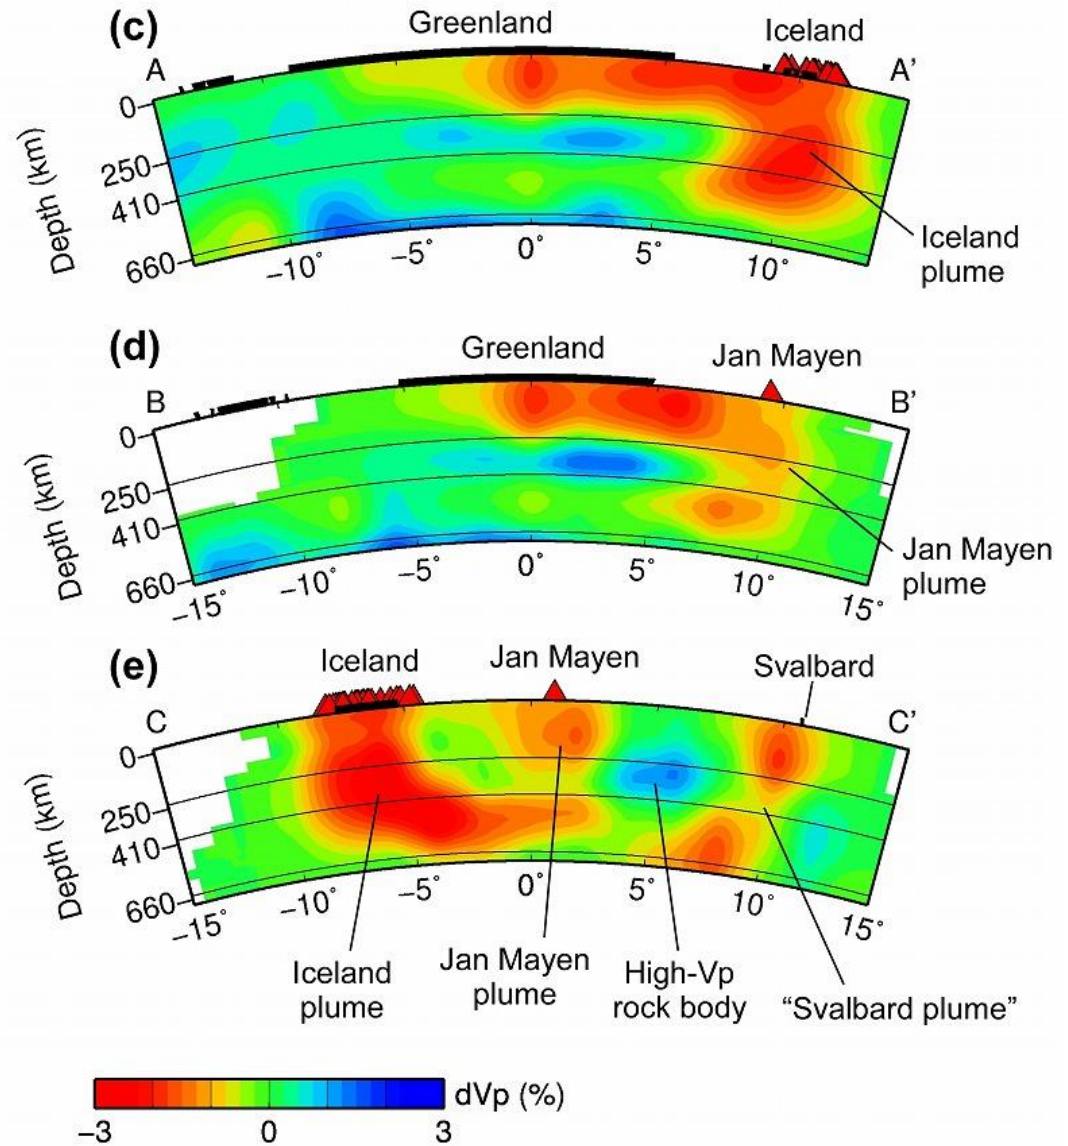 (c)
Greenland
Iceland
A
A’
0
250
410
660
Depth (km)
−10˚
−5˚
0˚
5˚
10˚
Iceland
plume
(d)
Greenland
Jan Mayen
B
B’
0
250
410
660
Depth (km)
−15˚
−10˚
−5˚
0˚
5˚
10˚
15˚
Jan Mayen
plume
(e)
Iceland
Jan Mayen
Svalbard
C
C’
0
250
410
660
Depth (km)
−15˚
−10˚
−5˚
0˚
5˚
10˚
15˚
Iceland
plume
Jan Mayen
plume
High-Vp
rock body
“Svalbard plume”
dVp (%)
−3
0
3